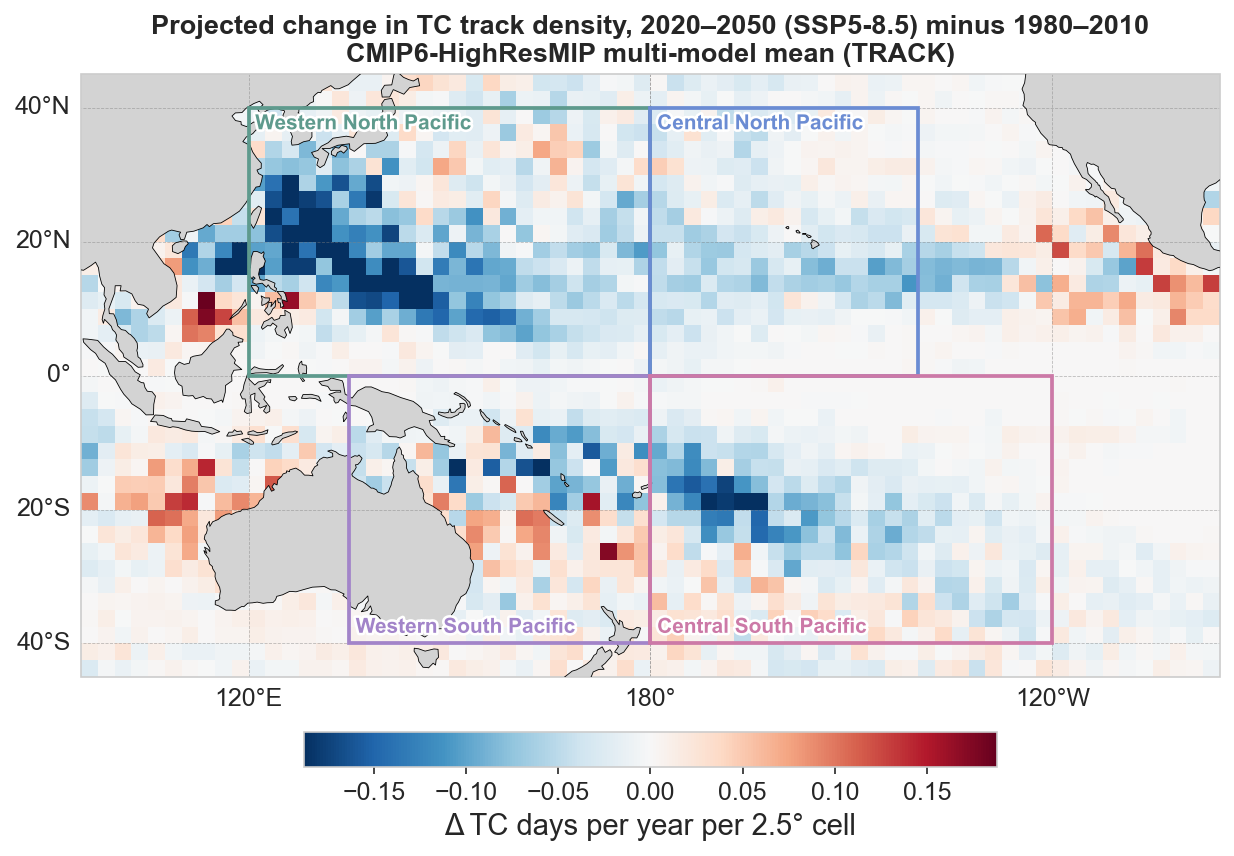 Projected change in TC track density, 2020–2050 (SSP5-8.5) minus 1980–2010
CMIP6-HighResMIP multi-model mean (TRACK)
40°N
20°N
0°
20°S
40°S
Western North Pacific
Central North Pacific
Western South Pacific
Central South Pacific
120°E
180°
120°W
−0.15
−0.10
−0.05
0.00
0.05
0.10
0.15
Δ TC days per year per 2.5° cell